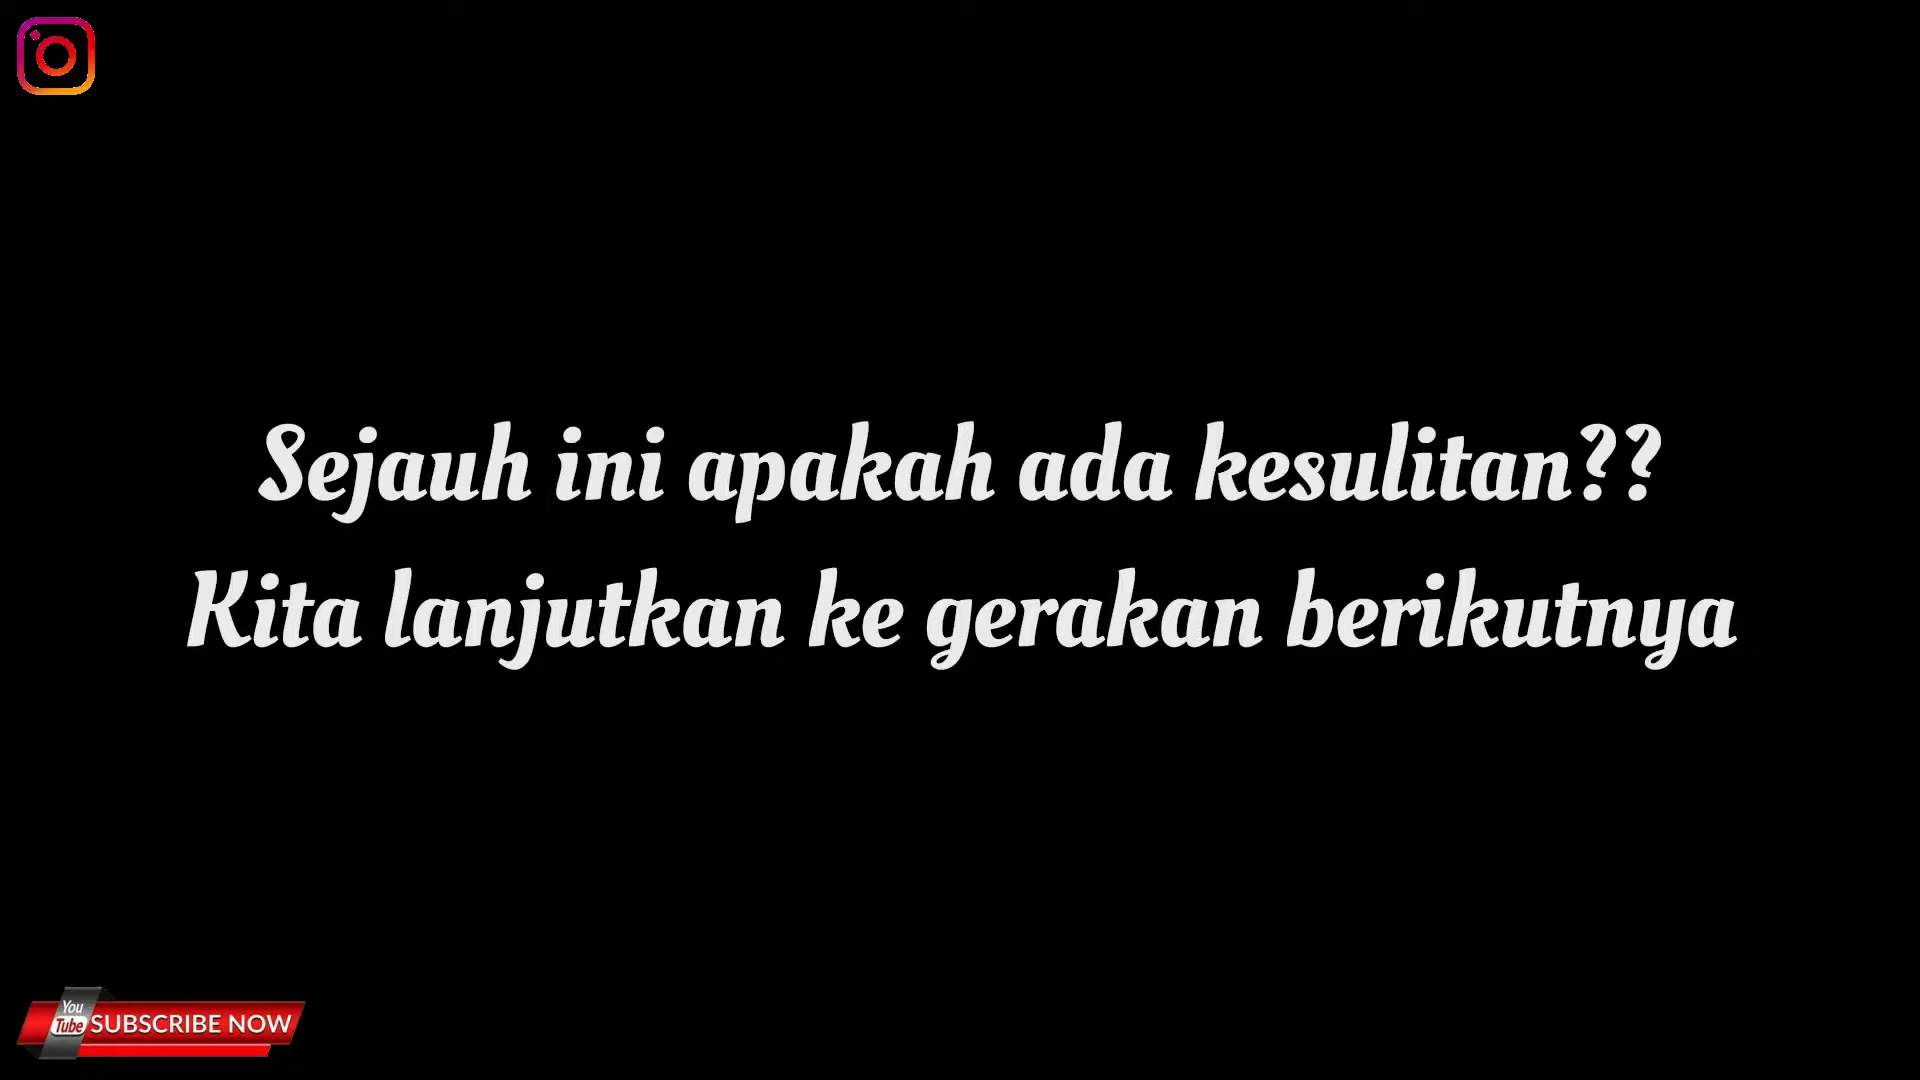 Sejauh ini apakah ada kesulitan??
Kita lanjutkan ke gerakan berikutnya
You
Tube SUBSCRIBE NOW